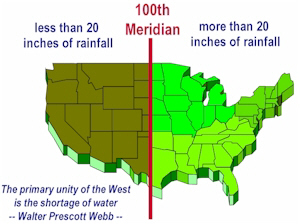 100th
Meridian
less than 20
inches of rainfall
more than 20
inches of rainfall
The primary unity of the West
is the shortage of water
-- Walter Prescott Webb --